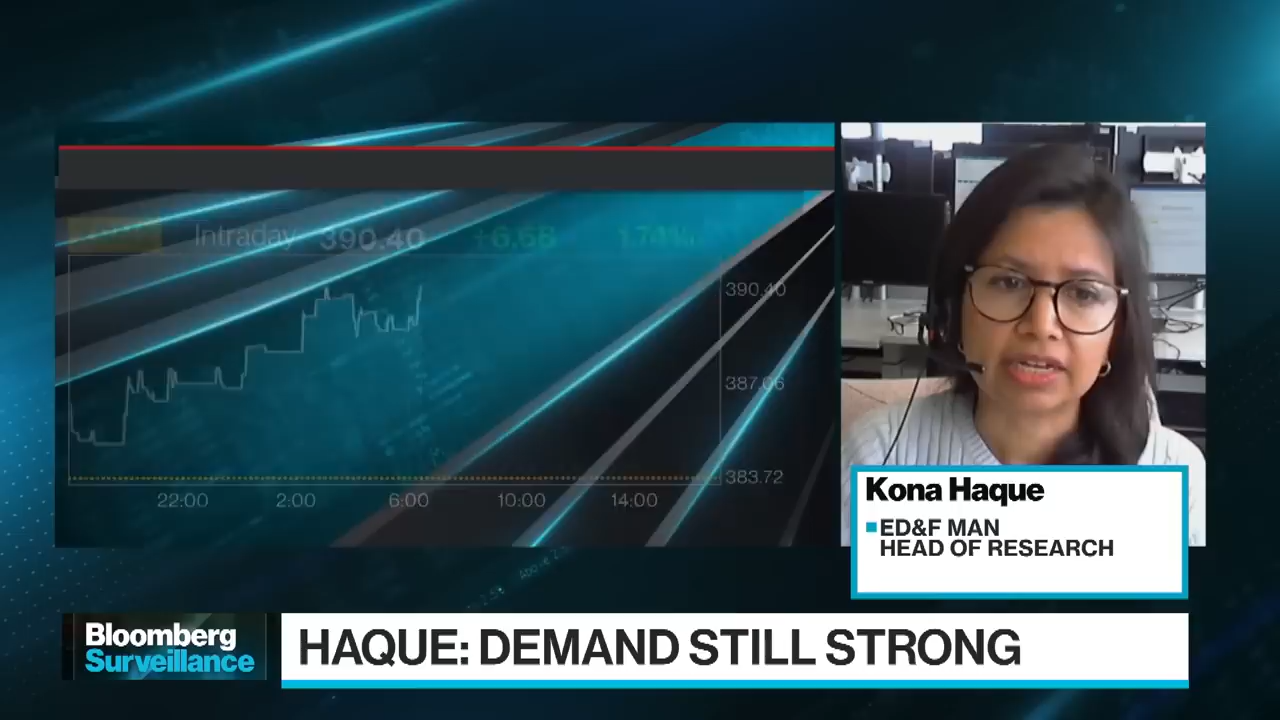 Intraday 390.40 +6.68 1.74%
390.40
387.06
383.72
22:00 2:00 6:00 10:00 14:00
Kona Haque
ED&F MAN
HEAD OF RESEARCH
Bloomberg
Surveillance
HAQUE: DEMAND STILL STRONG